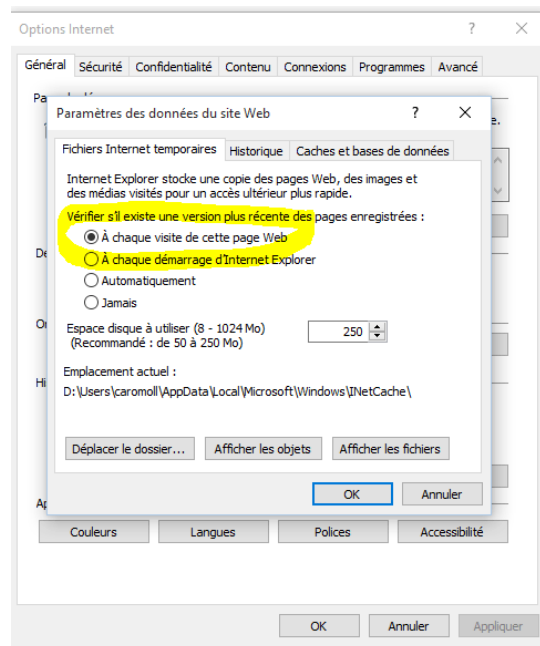 Options Internet ? ×
Général Sécurité Confidentialité Contenu Connexions Programmes Avancé
Pa
Paramètres des données du site Web ? ×
e.
Fichiers Internet temporaires Historique Caches et bases de données
Internet Explorer stocke une copie des pages Web, des images et
des médias visités pour un accès ultérieur plus rapide.
Vérifier s'il existe une version plus récente des pages enregistrées :
À chaque visite de cette page Web
De
À chaque démarrage d'Internet Explorer
Automatiquement
Jamais
Or
Espace disque à utiliser (8 - 1024 Mo) 250
(Recommandé : de 50 à 250 Mo)
Emplacement actuel :
Hi
D:\Users\caromoll\AppData\Local\Microsoft\Windows\INetCache\
Déplacer le dossier... Afficher les objets Afficher les fichiers
OK Annuler
Ap
Couleurs Langues Polices Accessibilité
OK Annuler Appliquer